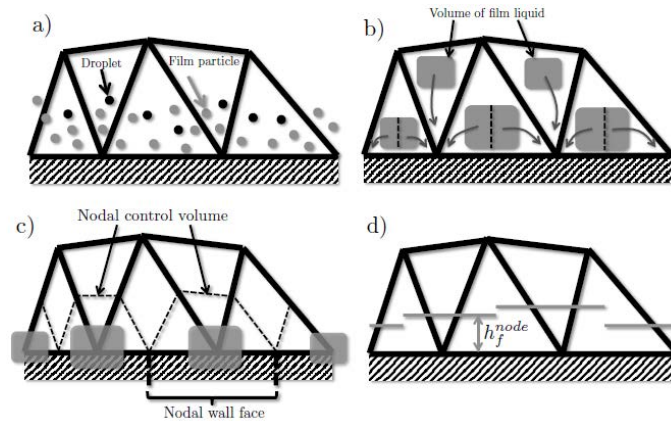 a)
Droplet
Film particle
b)
Volume of film liquid
c)
Nodal control volume
Nodal wall face
d)
h_f^{node}